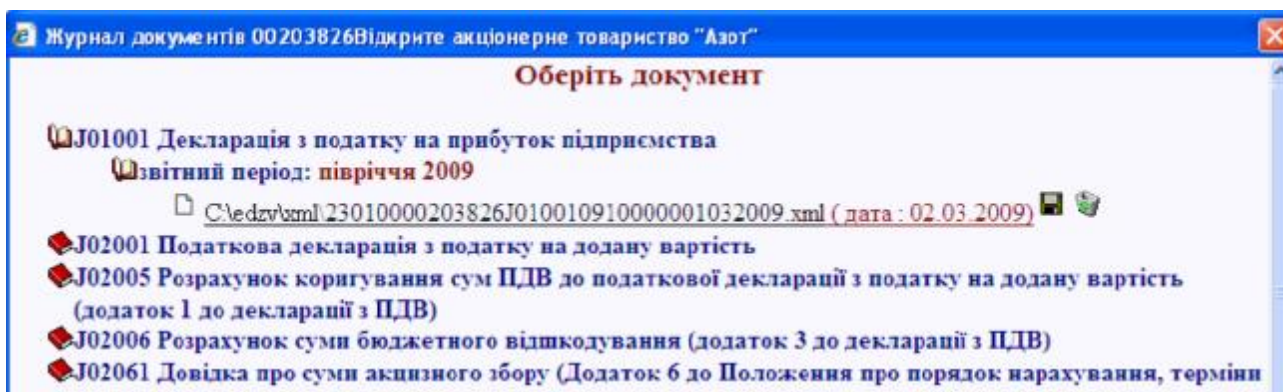 Журнал документів 00203826Відкрите акціонерне товариство "Азот"
Оберіть документ
J01001 Декларація з податку на прибуток підприємства
звітний період: півріччя 2009
C:\edzv\xml\23010000203826J010010910000001032009.xml ( дата : 02.03.2009)
J02001 Податкова декларація з податку на додану вартість
J02005 Розрахунок коригування сум ПДВ до податкової декларації з податку на додану вартість
(додаток 1 до декларації з ПДВ)
J02006 Розрахунок суми бюджетного відшкодування (додаток 3 до декларації з ПДВ)
J02061 Довідка про суми акцизного збору (Додаток 6 до Положення про порядок нарахування, терміни